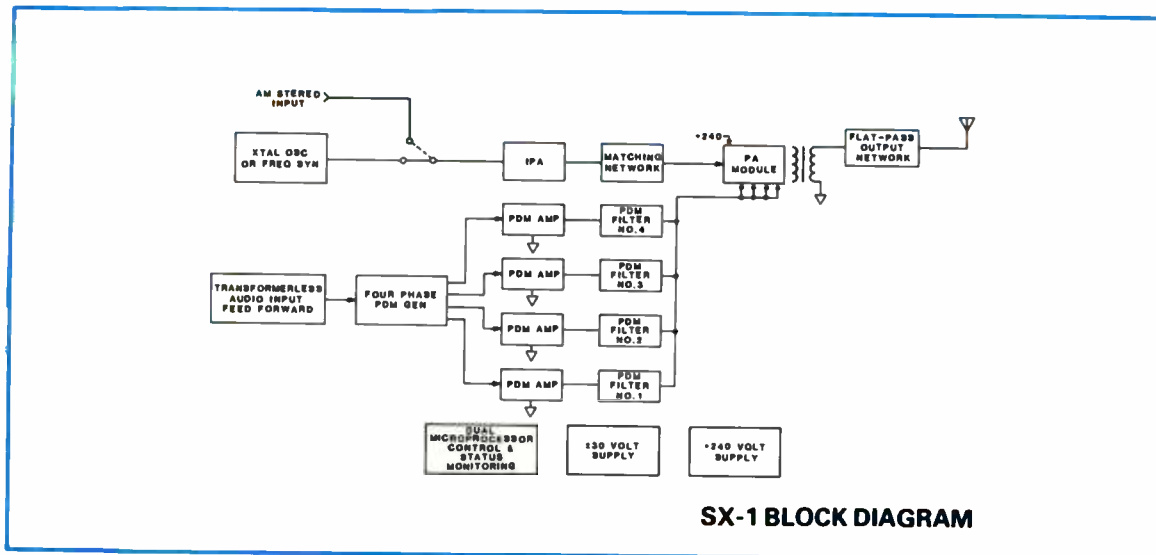 AM STEREO
INPUT
XTAL OSC
OR FREQ SYN
IPA
MATCHING
NETWORK
+240
PA
MODULE
FLAT-PASS
OUTPUT
NETWORK
PDM AMP
PDM
FILTER
NO.4
TRANSFORMERLESS
AUDIO INPUT
FEED FORWARD
FOUR PHASE
PDM GEN
PDM AMP
PDM
FILTER
NO.3
PDM AMP
PDM
FILTER
NO.2
PDM AMP
PDM
FILTER
NO.1
DUAL
MICROPROCESSOR
CONTROL &
STATUS
MONITORING
±30 VOLT
SUPPLY
+240 VOLT
SUPPLY
SX-1 BLOCK DIAGRAM